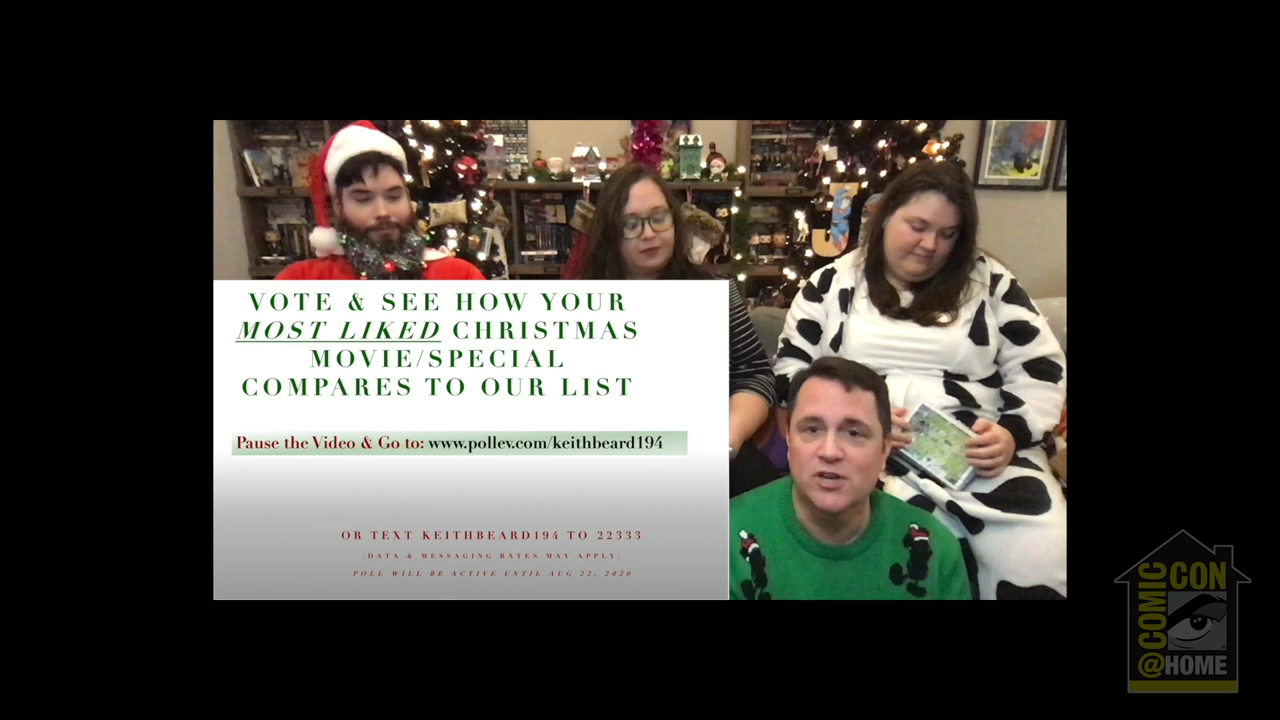 VOTE & SEE HOW YOUR
MOST LIKED CHRISTMAS
MOVIE/SPECIAL
COMPARES TO OUR LIST
Pause the Video & Go to: www.pollev.com/keithbeard194
OR TEXT KEITHBEARD194 TO 22333
(DATA & MESSAGING RATES MAY APPLY)
POLL WILL BE ACTIVE UNTIL AUG 22, 2020
COMIC
CON
@HOME